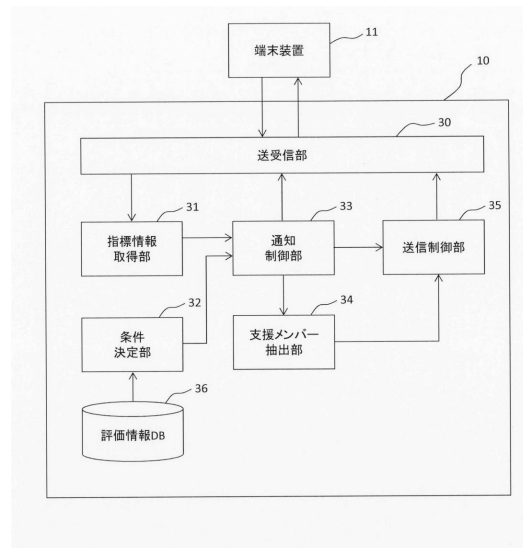 11
端末装置
10
30
送受信部
31
指標情報
取得部
33
通知
制御部
35
送信制御部
32
条件
決定部
34
支援メンバー
抽出部
36
評価情報DB